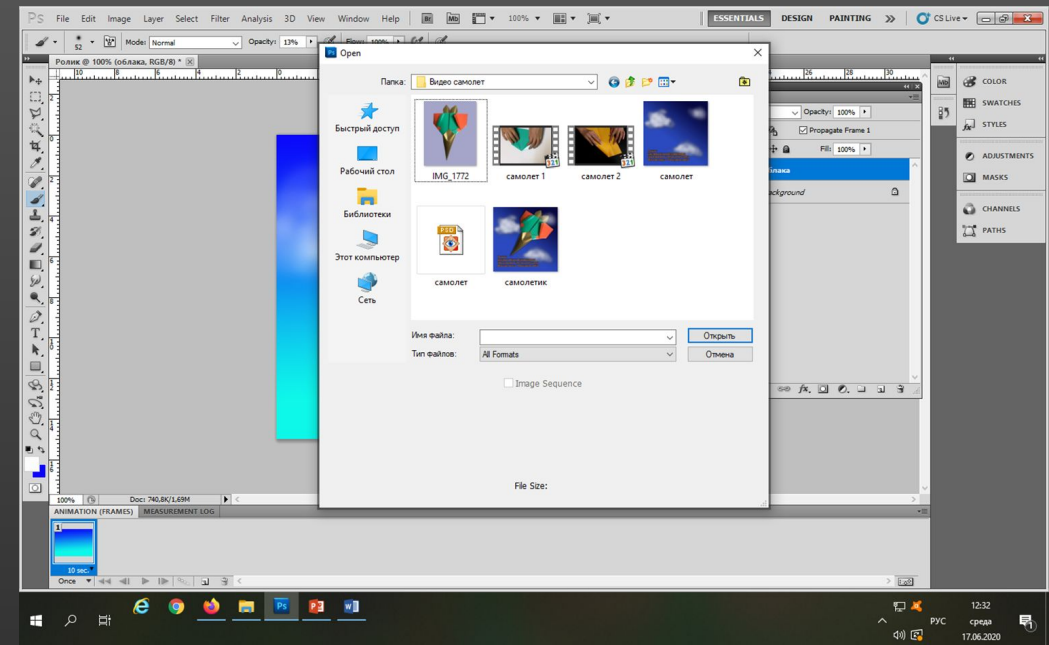 Ps File Edit Image Layer Select Filter Analysis 3D View Window Help Br Mb 100% ESSENTIALS DESIGN PAINTING >> CS Live
52 Mode: Normal Opacity: 13% Flow: 100%
Ролик @ 100% (облака, RGB/8) *
Open
Папка: Видео самолет
Быстрый доступ
Рабочий стол
Библиотеки
Этот компьютер
Сеть
IMG_1772 самолет 1 самолет 2 самолет
PSD
самолет самолетик
Имя файла: Открыть
Тип файлов: All Formats Отмена
Image Sequence
File Size:
Opacity: 100%
Propagate Frame 1
Fill: 100%
блака
ackground
Mb COLOR
SWATCHES
STYLES
ADJUSTMENTS
MASKS
CHANNELS
PATHS
100% Doc: 740,8K/1,69M
ANIMATION (FRAMES) MEASUREMENT LOG
1
10 sec.
Once
12:32
РУС среда
17.06.2020